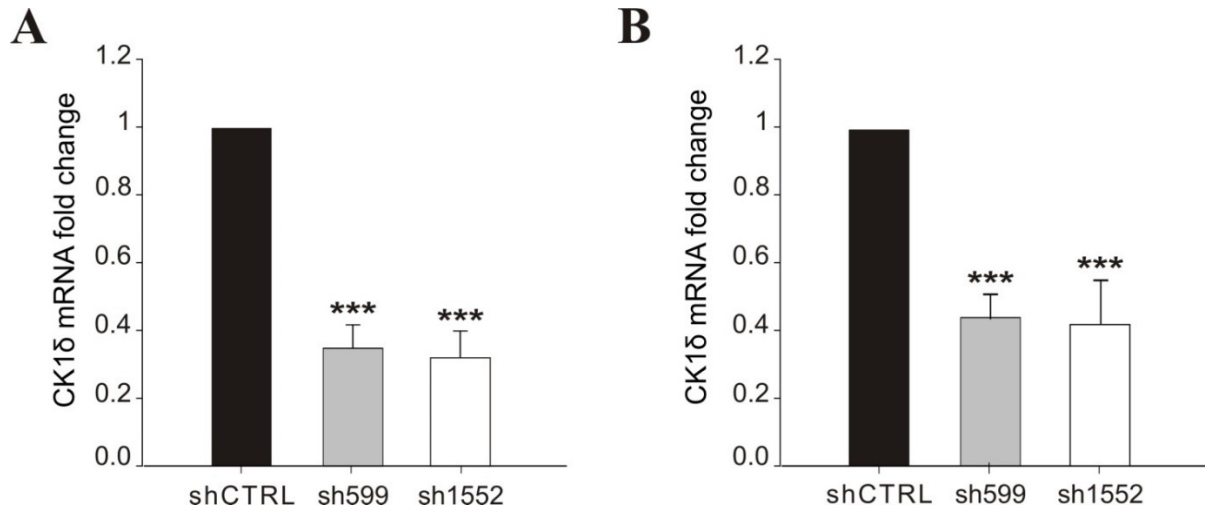 A
CK1δ mRNA fold change
1.2
1
0.8
0.6
0.4
0.2
0.0
***
***
shCTRL
sh599
sh1552
B
CK1δ mRNA fold change
1.2
1
0.8
0.6
0.4
0.2
0.0
***
***
shCTRL
sh599
sh1552